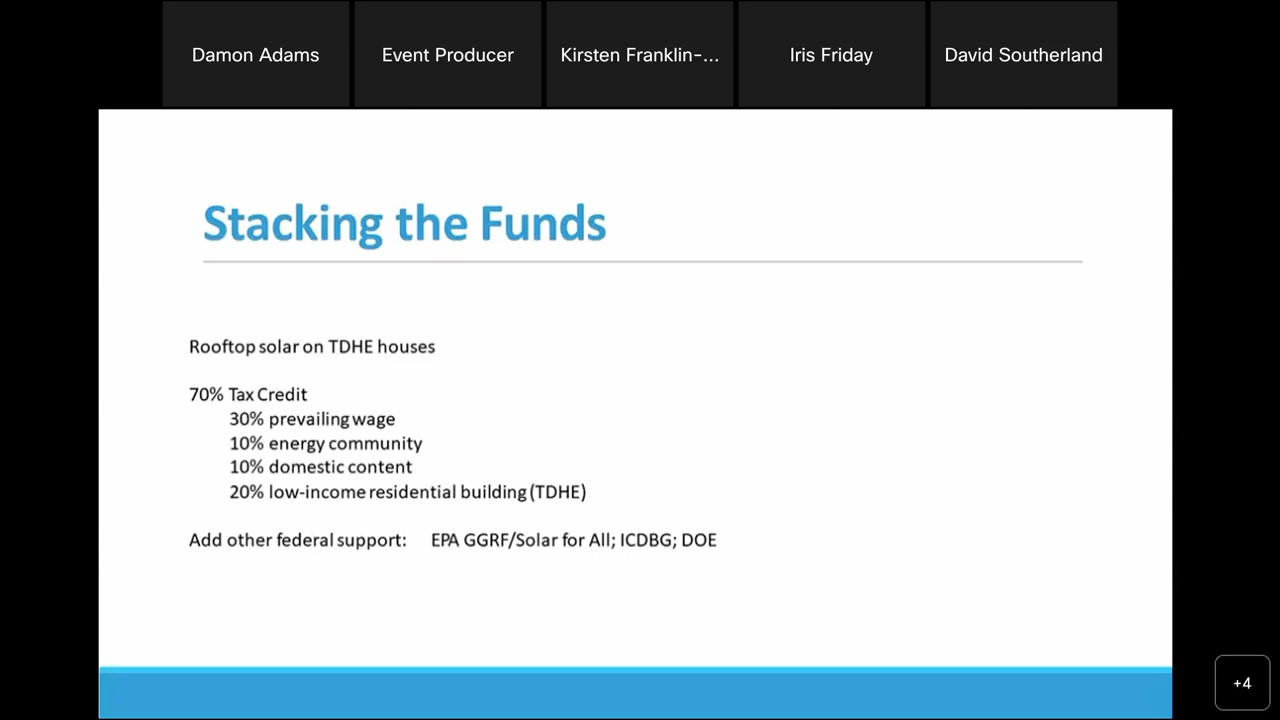 Damon Adams
Event Producer
Kirsten Franklin-...
Iris Friday
David Southerland
Stacking the Funds
Rooftop solar on TDHE houses
70% Tax Credit
30% prevailing wage
10% energy community
10% domestic content
20% low-income residential building (TDHE)
Add other federal support: EPA GGRF/Solar for All; ICDBG; DOE
+4